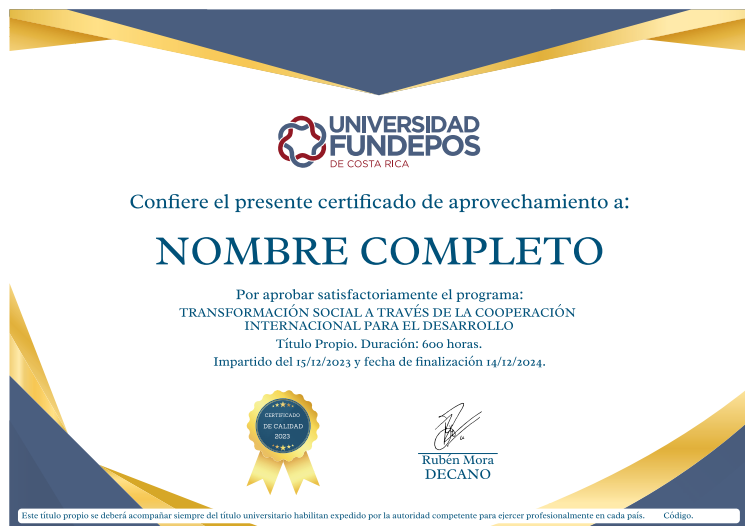 UNIVERSIDAD
FUNDEPOS
DE COSTA RICA
Confiere el presente certificado de aprovechamiento a:
NOMBRE COMPLETO
Por aprobar satisfactoriamente el programa:
TRANSFORMACIÓN SOCIAL A TRAVÉS DE LA COOPERACIÓN
INTERNACIONAL PARA EL DESARROLLO
Título Propio. Duración: 600 horas.
Impartido del 15/12/2023 y fecha de finalización 14/12/2024.
CERTIFICADO
DE CALIDAD
2023
Rubén Mora
DECANO
Este título propio se deberá acompañar siempre del título universitario habilitan expedido por la autoridad competente para ejercer profesionalmente en cada país. Código.